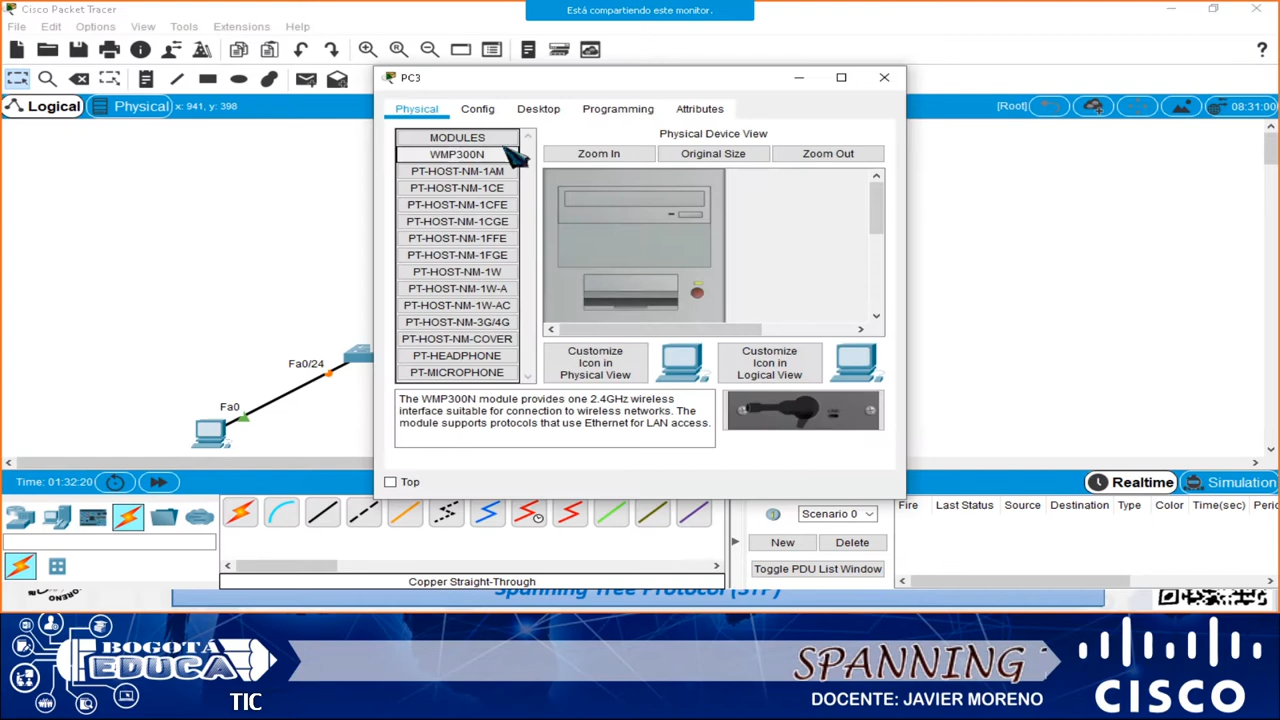 Está compartiendo este monitor.
Cisco Packet Tracer
File Edit Options View Tools Extensions Help
Logical
Physical
x: 941, y: 398
[Root]
08:31:00
PC3
Physical Config Desktop Programming Attributes
MODULES
WMP300N
PT-HOST-NM-1AM
PT-HOST-NM-1CE
PT-HOST-NM-1CFE
PT-HOST-NM-1CGE
PT-HOST-NM-1FFE
PT-HOST-NM-1FGE
PT-HOST-NM-1W
PT-HOST-NM-1W-A
PT-HOST-NM-1W-AC
PT-HOST-NM-3G/4G
PT-HOST-NM-COVER
PT-HEADPHONE
PT-MICROPHONE
Physical Device View
Zoom In
Original Size
Zoom Out
Customize
Icon in
Physical View
Customize
Icon in
Logical View
The WMP300N module provides one 2.4GHz wireless
interface suitable for connection to wireless networks. The
module supports protocols that use Ethernet for LAN access.
Top
Fa0/24
Fa0
Time: 01:32:20
Realtime
Simulation
Scenario 0
New
Delete
Toggle PDU List Window
Fire Last Status Source Destination Type Color Time(sec) Perio
Copper Straight-Through
Spanning Tree Protocol (STP)
BOGOTÁ
EDUCA
TIC
SPANNING
DOCENTE: JAVIER MORENO
CISCO